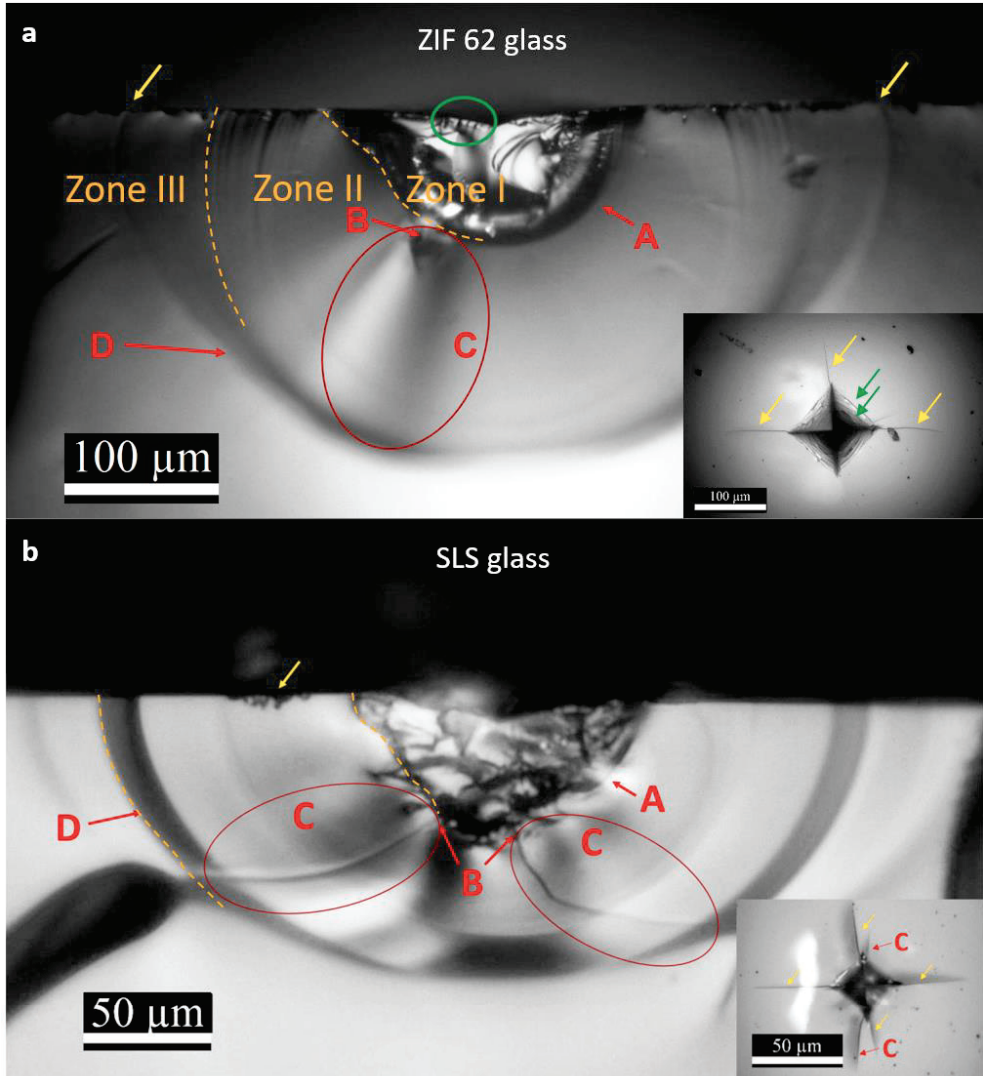 a
ZIF 62 glass
Zone III
Zone II
Zone I
B
A
C
D
100 µm
100 µm
b
SLS glass
C
A
D
C
B
C
50 µm
50 µm
C